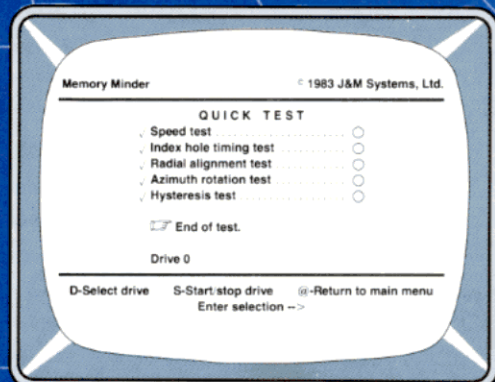 Memory Minder © 1983 J&M Systems, Ltd.
QUICK TEST
✓ Speed test . . . . . . . . . . . . . . . . ○
✓ Index hole timing test . . . . . . . . ○
✓ Radial alignment test . . . . . . . . ○
✓ Azimuth rotation test . . . . . . . . ○
✓ Hysteresis test . . . . . . . . . . . . . ○
☞ End of test.
Drive 0
D-Select drive S-Start/stop drive @-Return to main menu
Enter selection -->